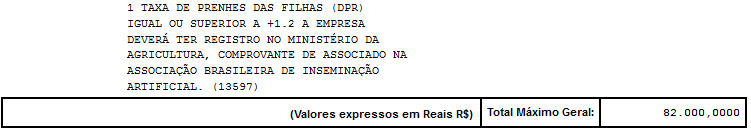 1 TAXA DE PRENHES DAS FILHAS (DPR)
IGUAL OU SUPERIOR A +1.2 A EMPRESA
DEVERÁ TER REGISTRO NO MINISTÉRIO DA
AGRICULTURA, COMPROVANTE DE ASSOCIADO NA
ASSOCIAÇÃO BRASILEIRA DE INSEMINAÇÃO
ARTIFICIAL. (13597)
(Valores expressos em Reais R$) Total Máximo Geral: 82.000,0000